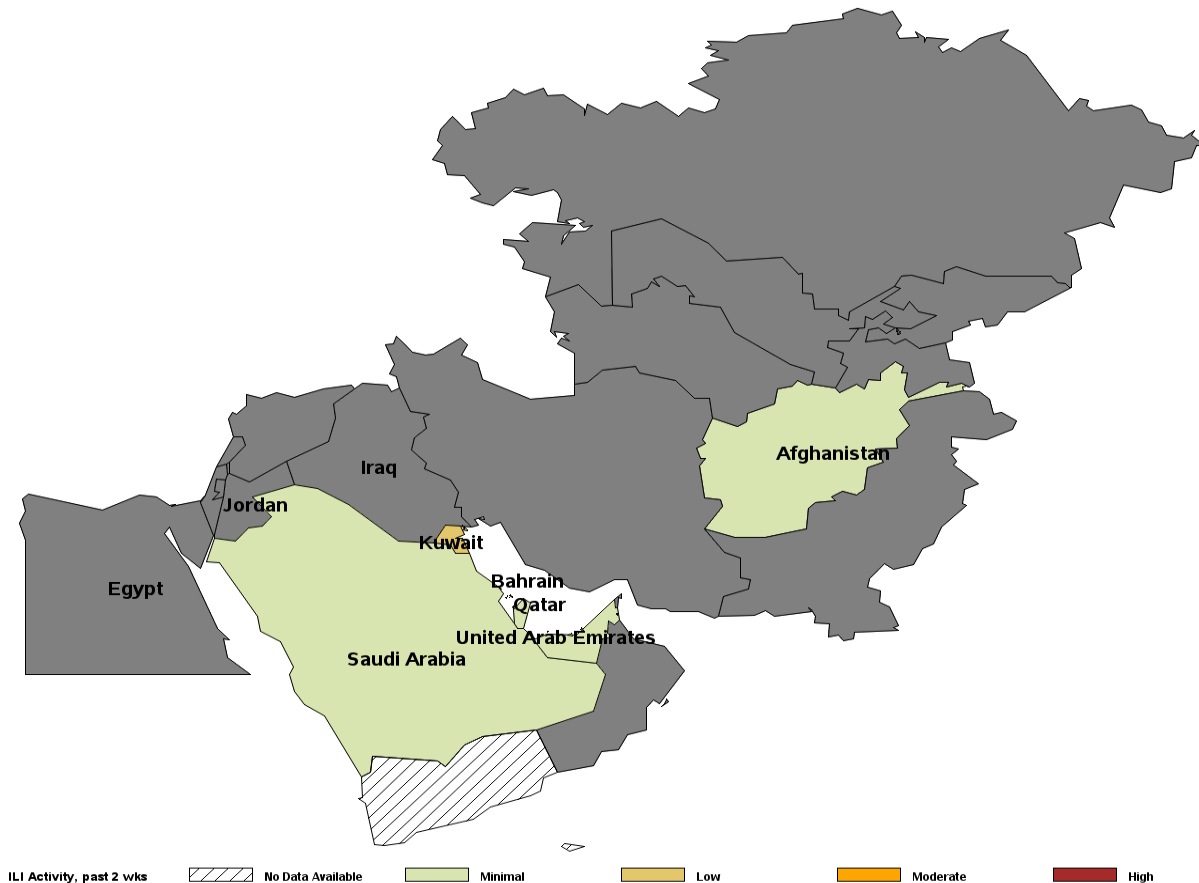 Afghanistan
Iraq
Jordan
Kuwait
Bahrain
Egypt
Qatar
United Arab Emirates
Saudi Arabia
ILI Activity, past 2 wks No Data Available Minimal Low Moderate High